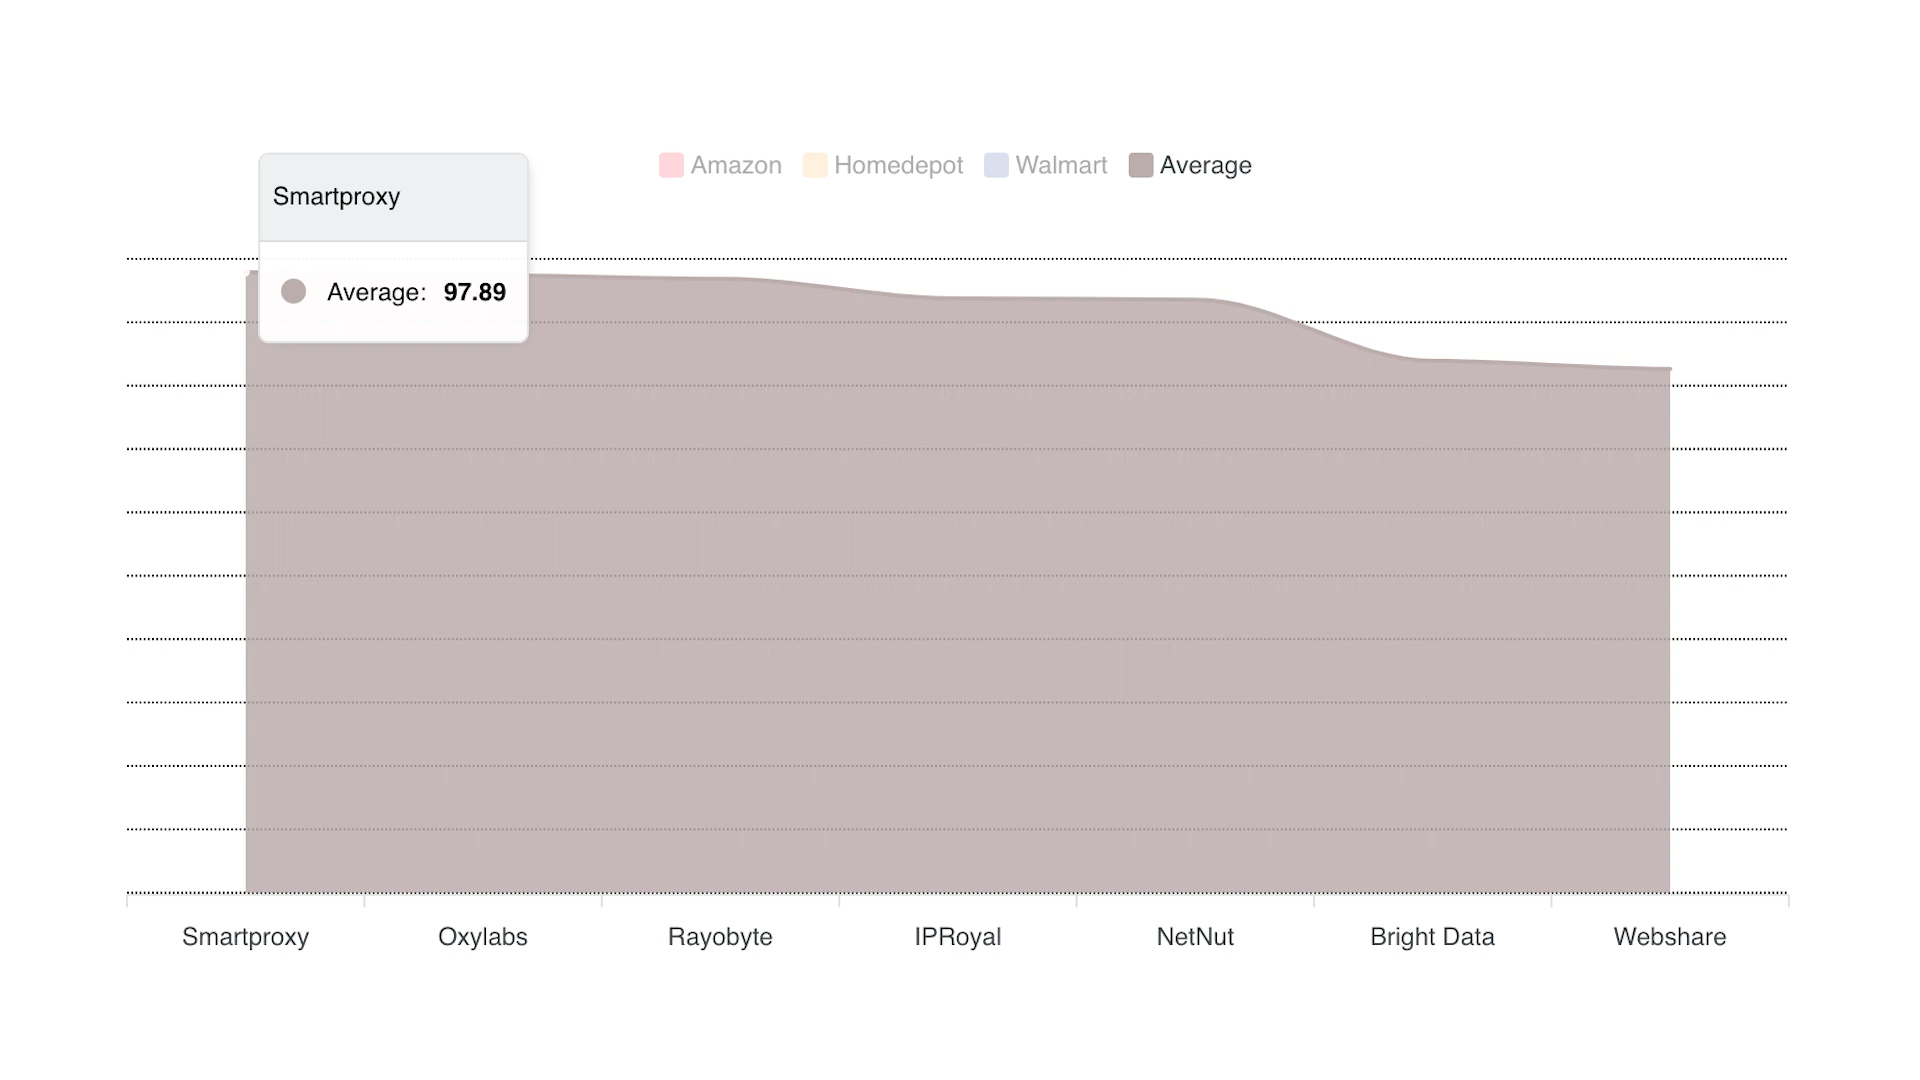 Amazon Homedepot Walmart Average
Smartproxy
Average: 97.89
Smartproxy Oxylabs Rayobyte IPRoyal NetNut Bright Data Webshare